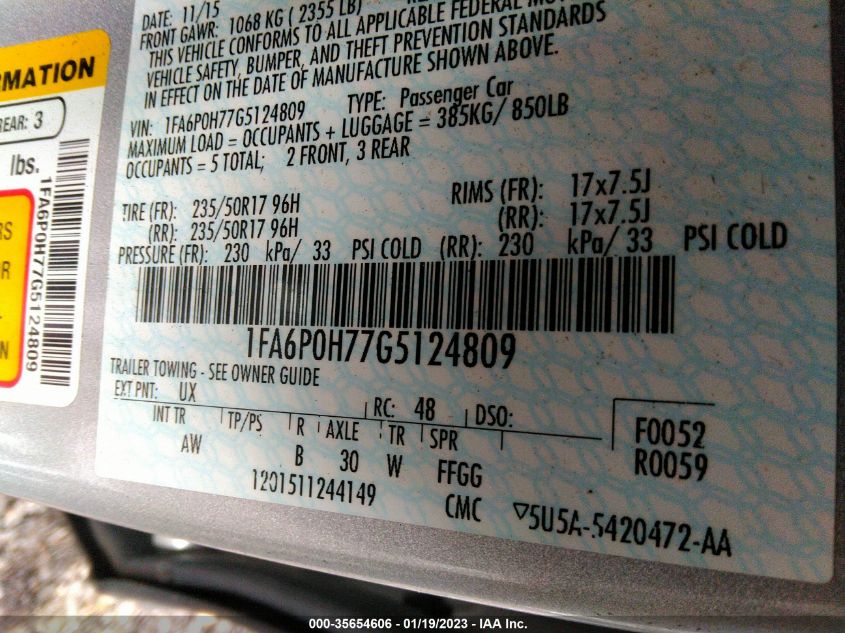 DATE: 11/15
FRONT GAWR: 1068 KG ( 2355 LB)
THIS VEHICLE CONFORMS TO ALL APPLICABLE FEDERAL
VEHICLE SAFETY, BUMPER, AND THEFT PREVENTION STANDARDS
IN EFFECT ON THE DATE OF MANUFACTURE SHOWN ABOVE.
VIN: 1FA6P0H77G5124809 TYPE: Passenger Car
MAXIMUM LOAD = OCCUPANTS + LUGGAGE = 385KG/ 850LB
OCCUPANTS = 5 TOTAL; 2 FRONT, 3 REAR
TIRE (FR): 235/50R17 96H RIMS (FR): 17x7.5J
(RR): 235/50R17 96H (RR): 17x7.5J
PRESSURE (FR): 230 kPa/ 33 PSI COLD (RR): 230 kPa/ 33 PSI COLD
1FA6P0H77G5124809
TRAILER TOWING - SEE OWNER GUIDE
EXT PNT: UX RC: 48 DSO:
INT TR TP/PS R AXLE TR SPR
AW B 30 W FFGG
F0052
R0059
1201511244149 CMC ▽5U5A-5420472-AA
RMATION
REAR: 3
lbs.
1FA6P0H77G5124809
RS
R
N
000-35654606 - 01/19/2023 - IAA Inc.